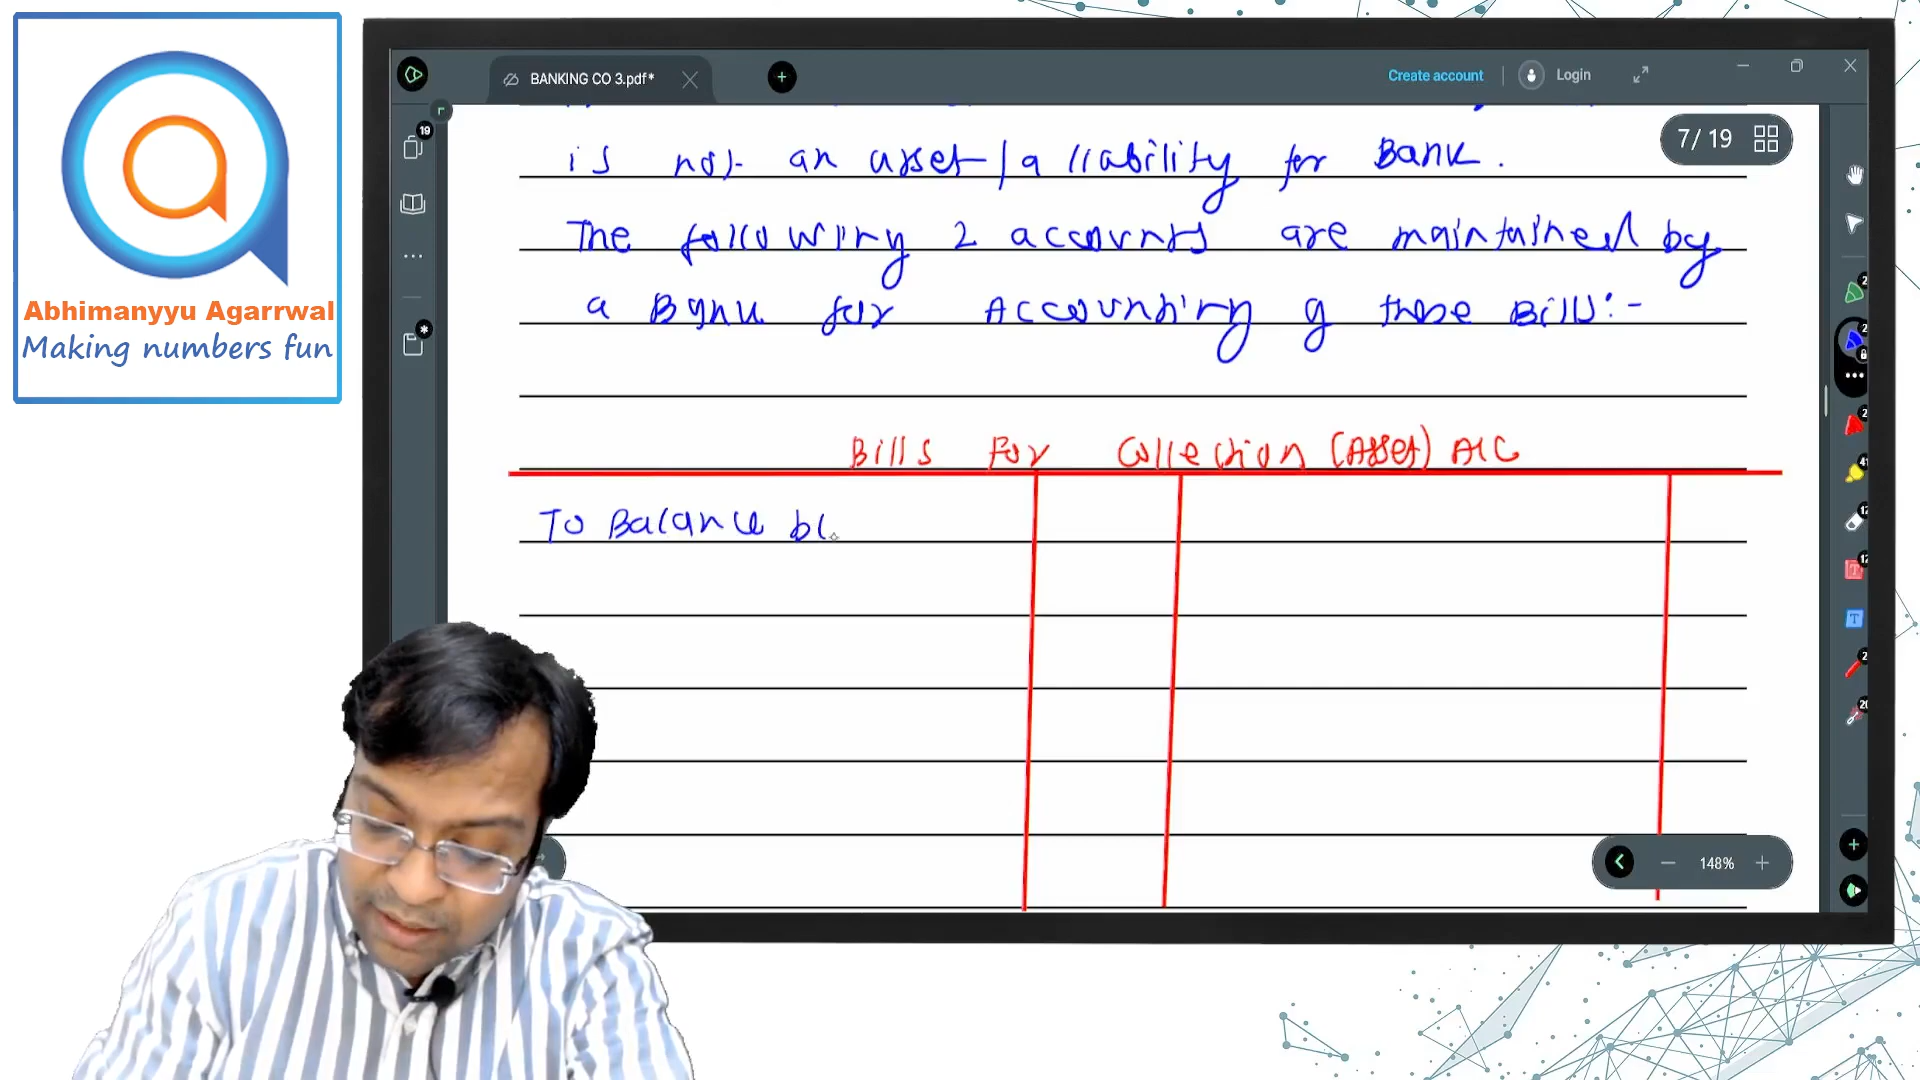 Abhimanyyu Agarrwal
Making numbers fun
BANKING CO 3.pdf*
Create account
Login
7/ 19
19
is not an asset/a liability for Bank.
The following 2 accounts are maintained by
a Bank for Accounting of these Bills:-
Bills For Collection (Asset) A/C
To Balance b/
148%